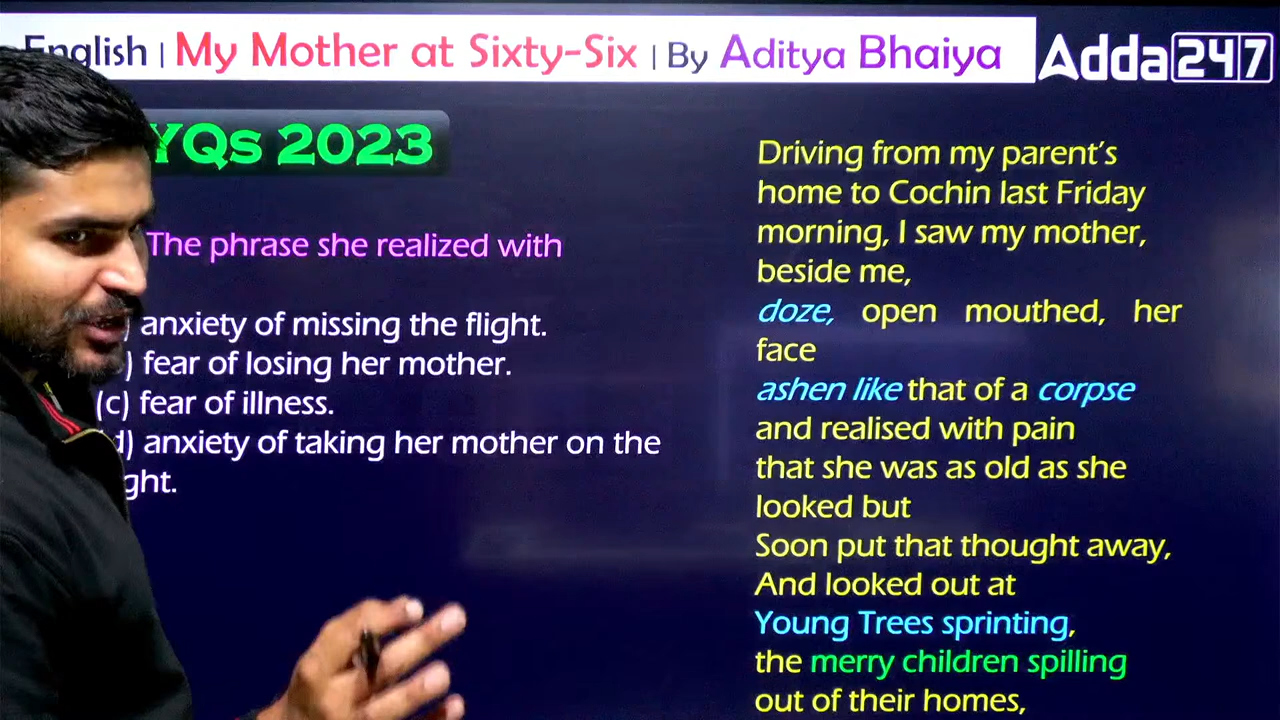 English | My Mother at Sixty-Six | By Aditya Bhaiya
Adda247
YQs 2023
The phrase she realized with
) anxiety of missing the flight.
) fear of losing her mother.
(c) fear of illness.
d) anxiety of taking her mother on the
ght.
Driving from my parent's
home to Cochin last Friday
morning, I saw my mother,
beside me,
doze, open mouthed, her
face
ashen like that of a corpse
and realised with pain
that she was as old as she
looked but
Soon put that thought away,
And looked out at
Young Trees sprinting,
the merry children spilling
out of their homes,